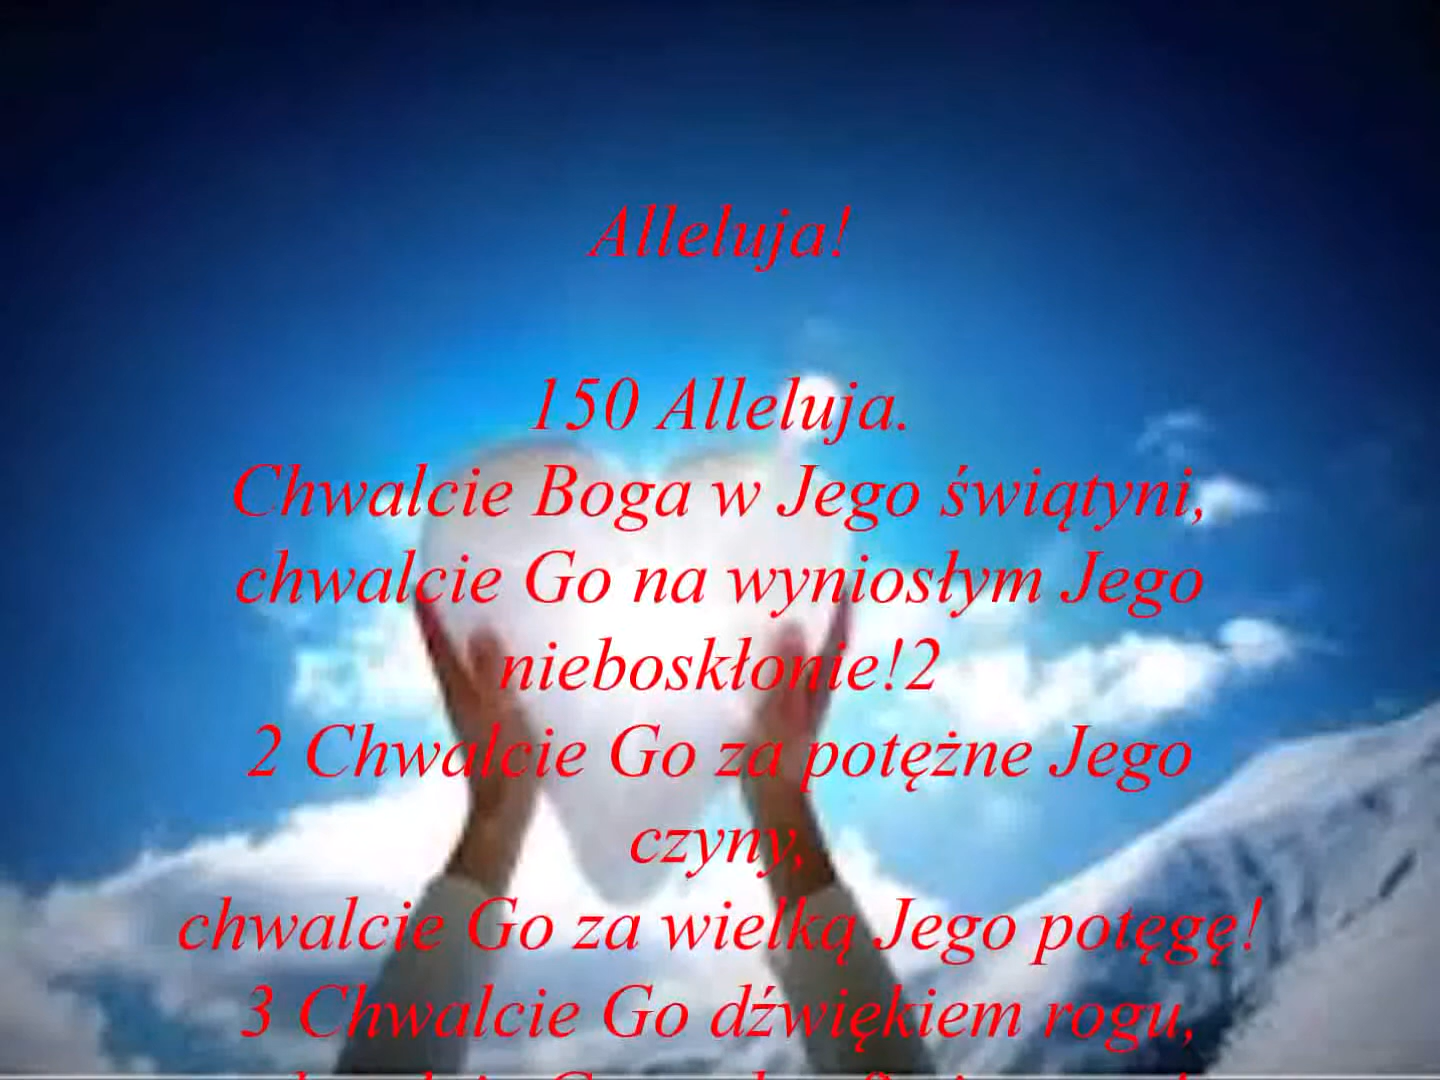 Alleluja!
150 Alleluja.
Chwalcie Boga w Jego świątyni,
chwalcie Go na wyniosłym Jego
nieboskłonie!2
2 Chwalcie Go za potężne Jego
czyny,
chwalcie Go za wielką Jego potęgę!
3 Chwalcie Go dźwiękiem rogu,